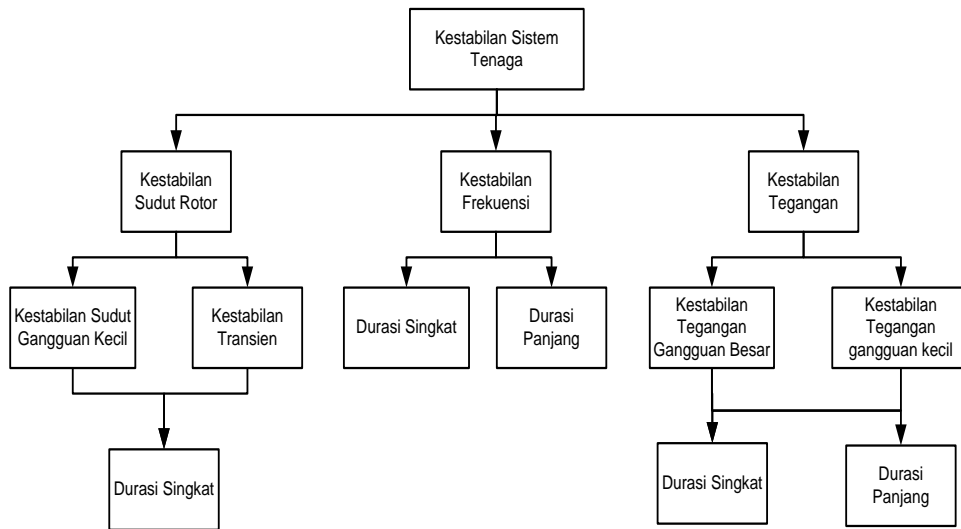 Kestabilan Sistem
Tenaga
Kestabilan
Sudut Rotor
Kestabilan
Frekuensi
Kestabilan
Tegangan
Kestabilan Sudut
Gangguan Kecil
Kestabilan
Transien
Durasi Singkat
Durasi
Panjang
Kestabilan
Tegangan
Gangguan Besar
Kestabilan
Tegangan
gangguan kecil
Durasi Singkat
Durasi Singkat
Durasi
Panjang